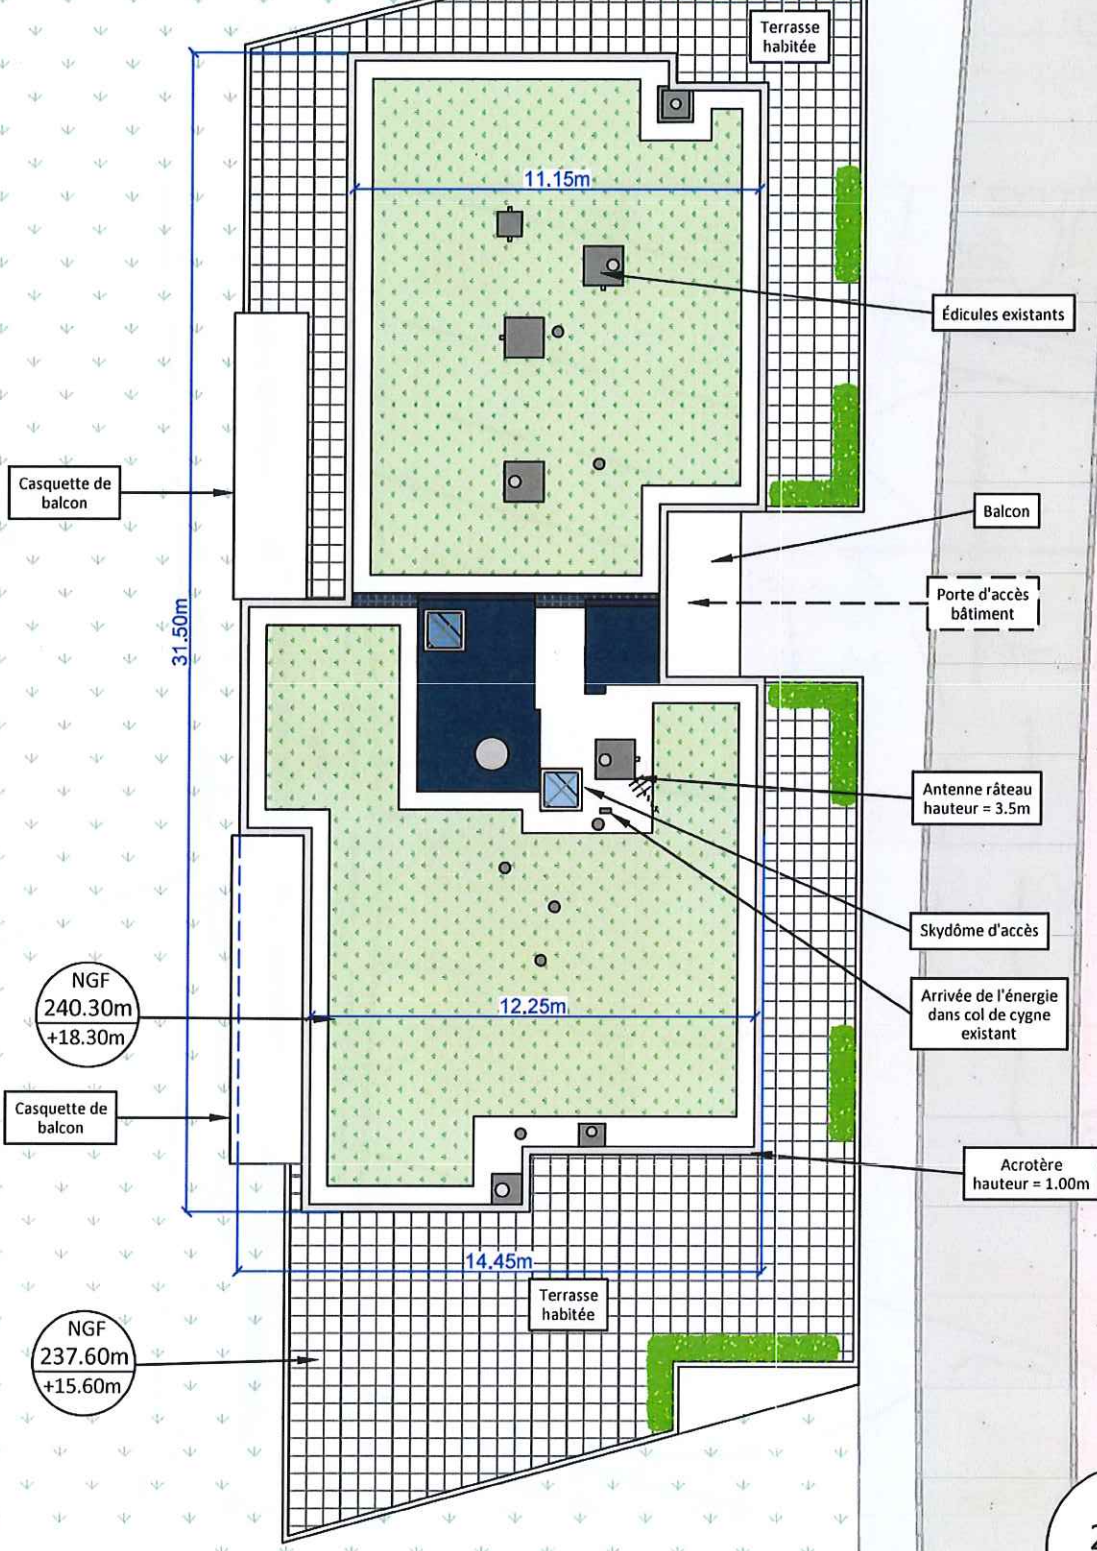 Terrasse
habitée
11.15m
Édicules existants
Casquette de
balcon
Balcon
Porte d'accès
bâtiment
31.50m
Antenne râteau
hauteur = 3.5m
Skydôme d'accès
NGF
240.30m
+18.30m
12.25m
Arrivée de l'énergie
dans col de cygne
existant
Casquette de
balcon
Acrotère
hauteur = 1.00m
14.45m
Terrasse
habitée
NGF
237.60m
+15.60m